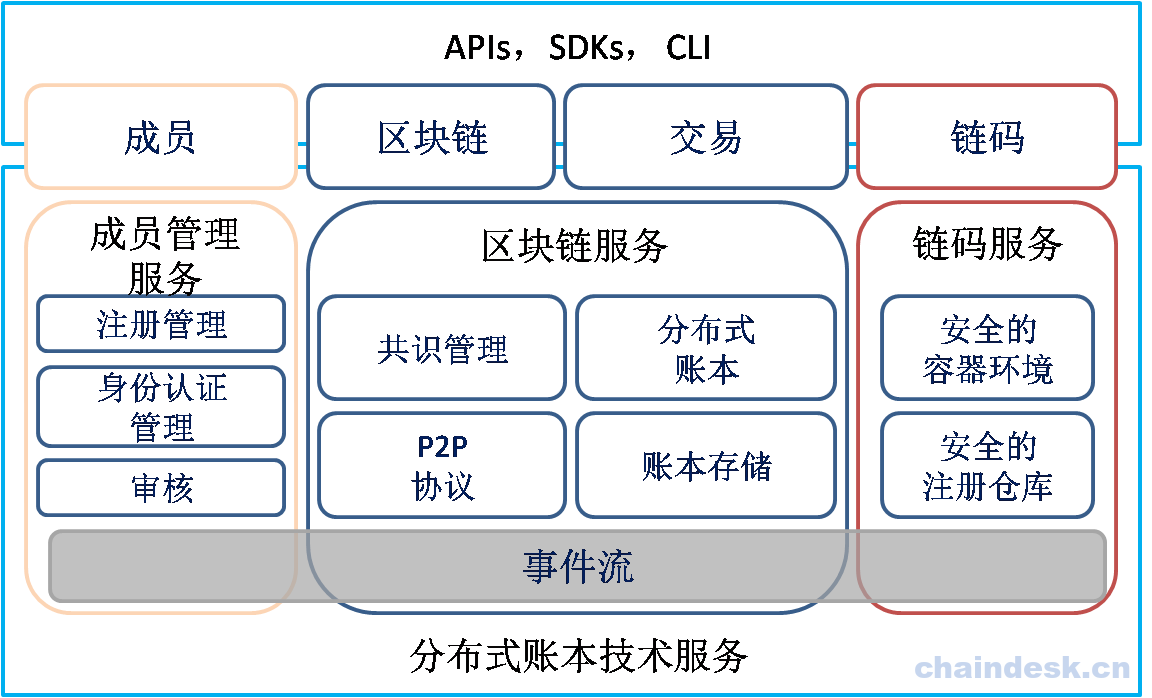 APIs，SDKs， CLI
成员
区块链
交易
链码
成员管理
服务
注册管理
身份认证
管理
审核
区块链服务
共识管理
分布式
账本
P2P
协议
账本存储
链码服务
安全的
容器环境
安全的
注册仓库
事件流
分布式账本技术服务
chaindesk.cn